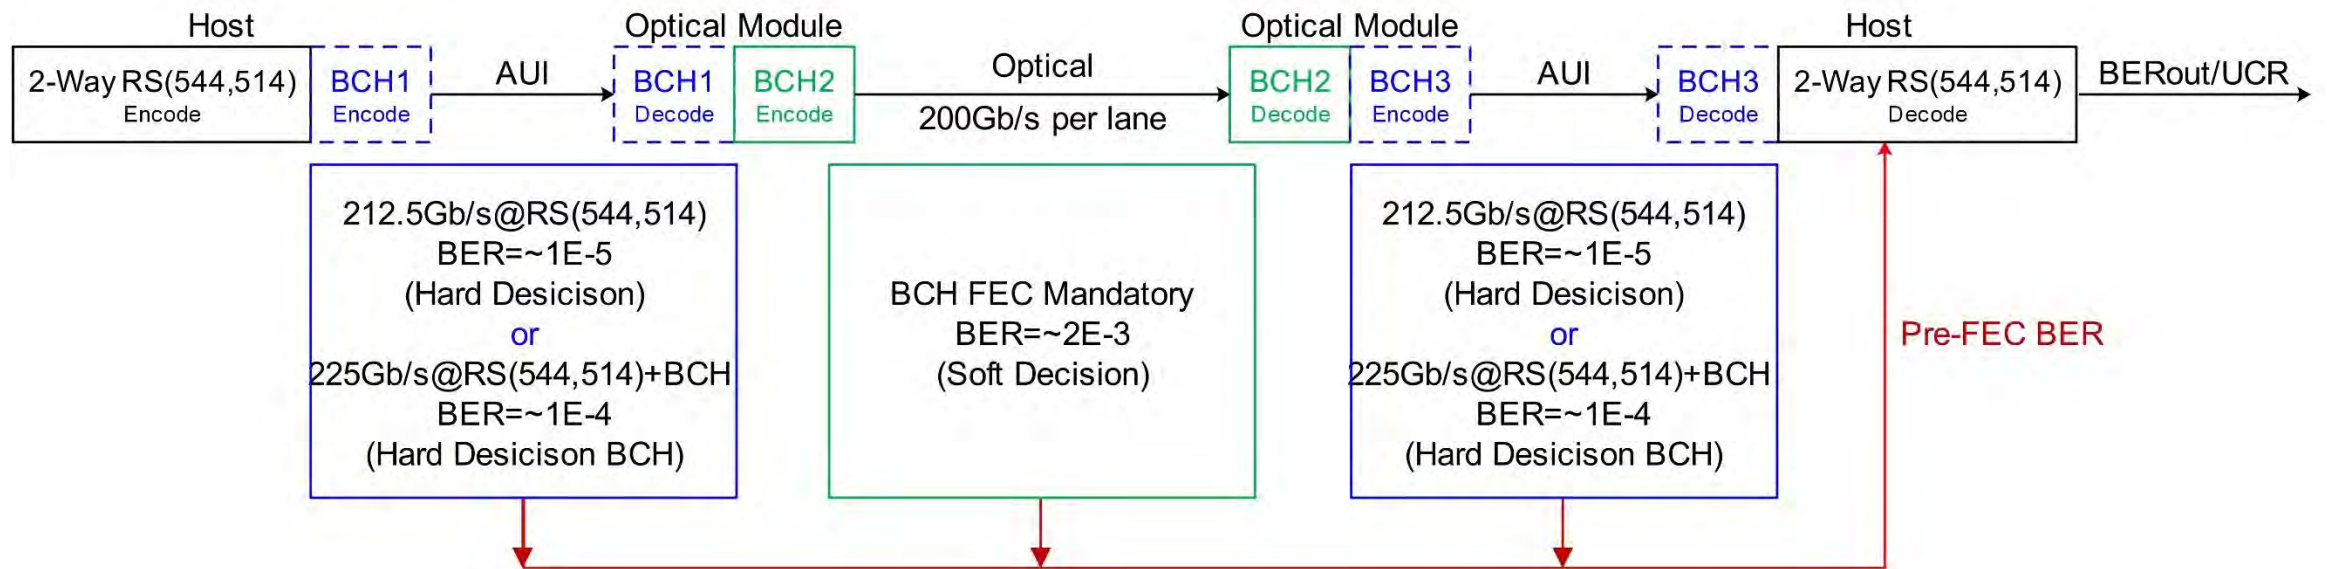 Host
Optical Module
Optical Module
Host
2-Way RS(544,514)
Encode
BCH1
Encode
AUI
BCH1
Decode
BCH2
Encode
Optical
200Gb/s per lane
BCH2
Decode
BCH3
Encode
AUI
BCH3
Decode
2-Way RS(544,514)
Decode
BERout/UCR
212.5Gb/s@RS(544,514)
BER=~1E-5
(Hard Desicison)
or
225Gb/s@RS(544,514)+BCH
BER=~1E-4
(Hard Desicison BCH)
BCH FEC Mandatory
BER=~2E-3
(Soft Decision)
212.5Gb/s@RS(544,514)
BER=~1E-5
(Hard Desicison)
or
225Gb/s@RS(544,514)+BCH
BER=~1E-4
(Hard Desicison BCH)
Pre-FEC BER